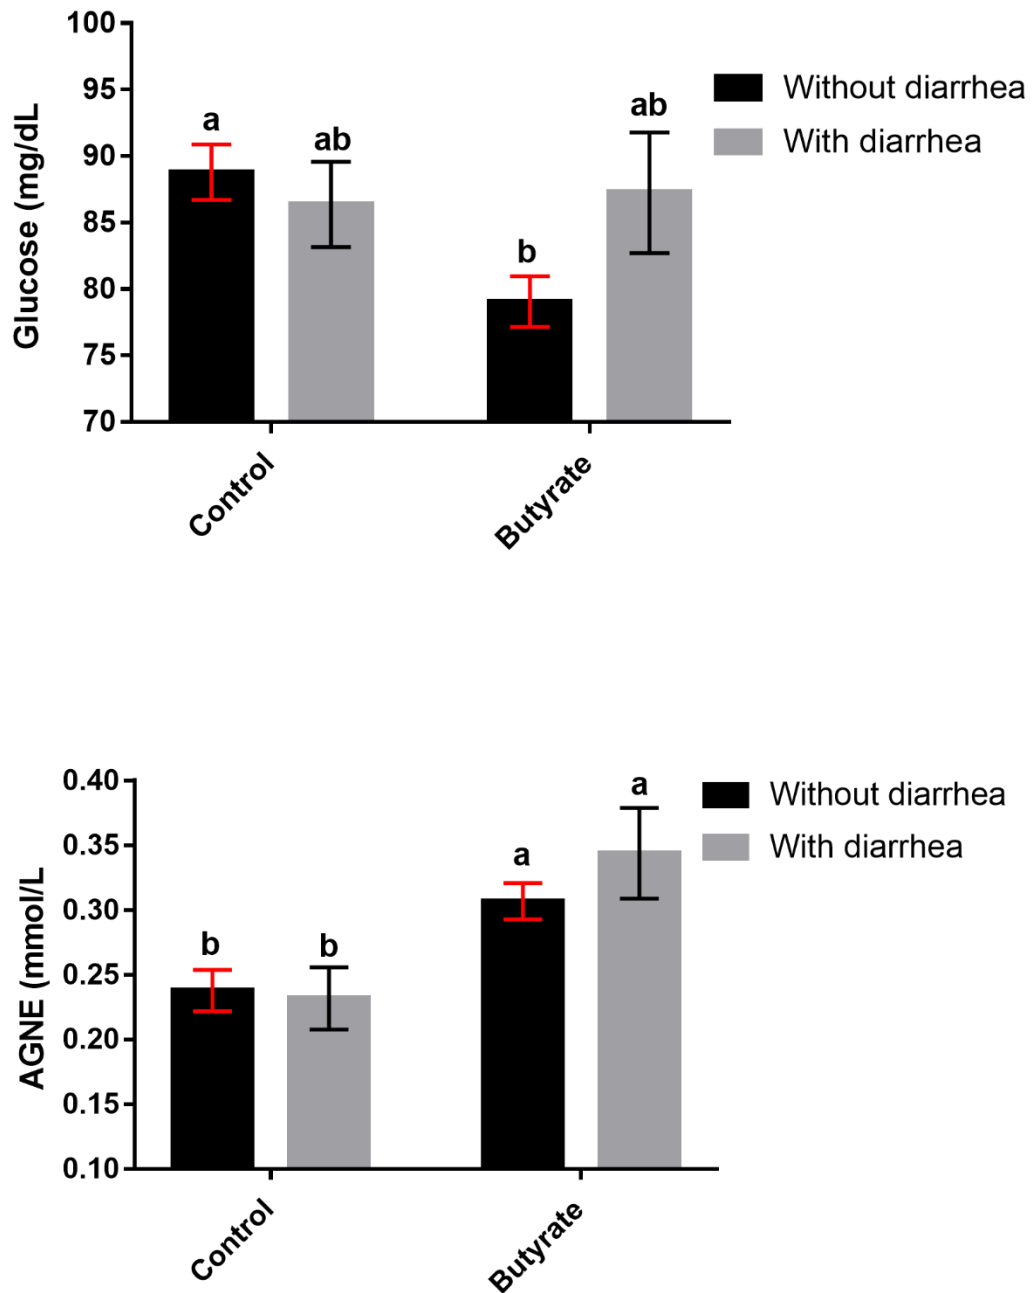 100
95
90
85
80
75
70
Glucose (mg/dL
a
ab
b
ab
Without diarrhea
With diarrhea
Control
Butyrate
0.40
0.35
0.30
0.25
0.20
0.15
0.10
AGNE (mmol/L
b
b
a
a
Without diarrhea
With diarrhea
Control
Butyrate